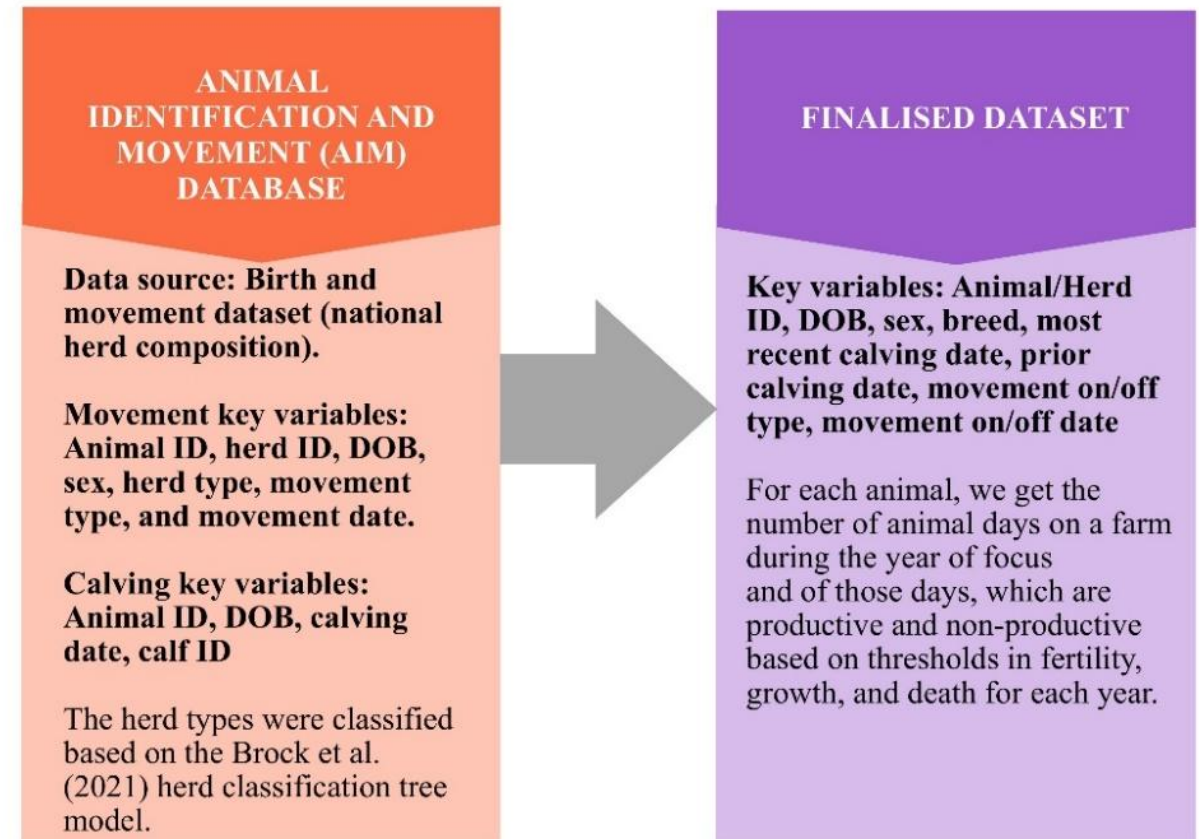 ANIMAL
IDENTIFICATION AND
MOVEMENT (AIM)
DATABASE
Data source: Birth and
movement dataset (national
herd composition).
Movement key variables:
Animal ID, herd ID, DOB,
sex, herd type, movement
type, and movement date.
Calving key variables:
Animal ID, DOB, calving
date, calf ID
The herd types were classified
based on the Brock et al.
(2021) herd classification tree
model.
FINALISED DATASET
Key variables: Animal/Herd
ID, DOB, sex, breed, most
recent calving date, prior
calving date, movement on/off
type, movement on/off date
For each animal, we get the
number of animal days on a farm
during the year of focus
and of those days, which are
productive and non-productive
based on thresholds in fertility,
growth, and death for each year.